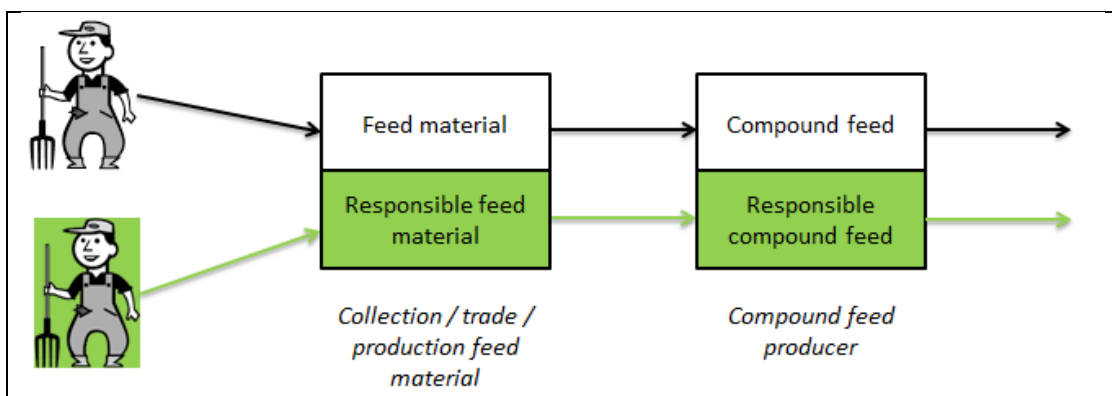 Feed material
Compound feed
Responsible feed
material
Responsible
compound feed
Collection / trade /
production feed
material
Compound feed
producer